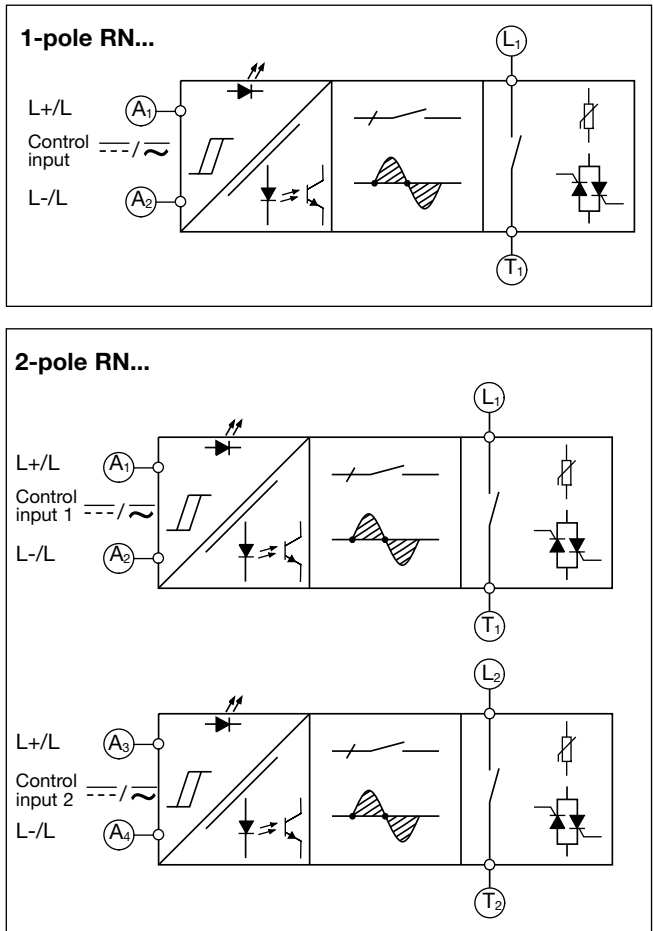 1-pole RN...
L₁
L+/L A₁
Control
input
L-/L A₂
T₁
2-pole RN...
L₁
L+/L A₁
Control
input 1
L-/L A₂
T₁
L₂
L+/L A₃
Control
input 2
L-/L A₄
T₂